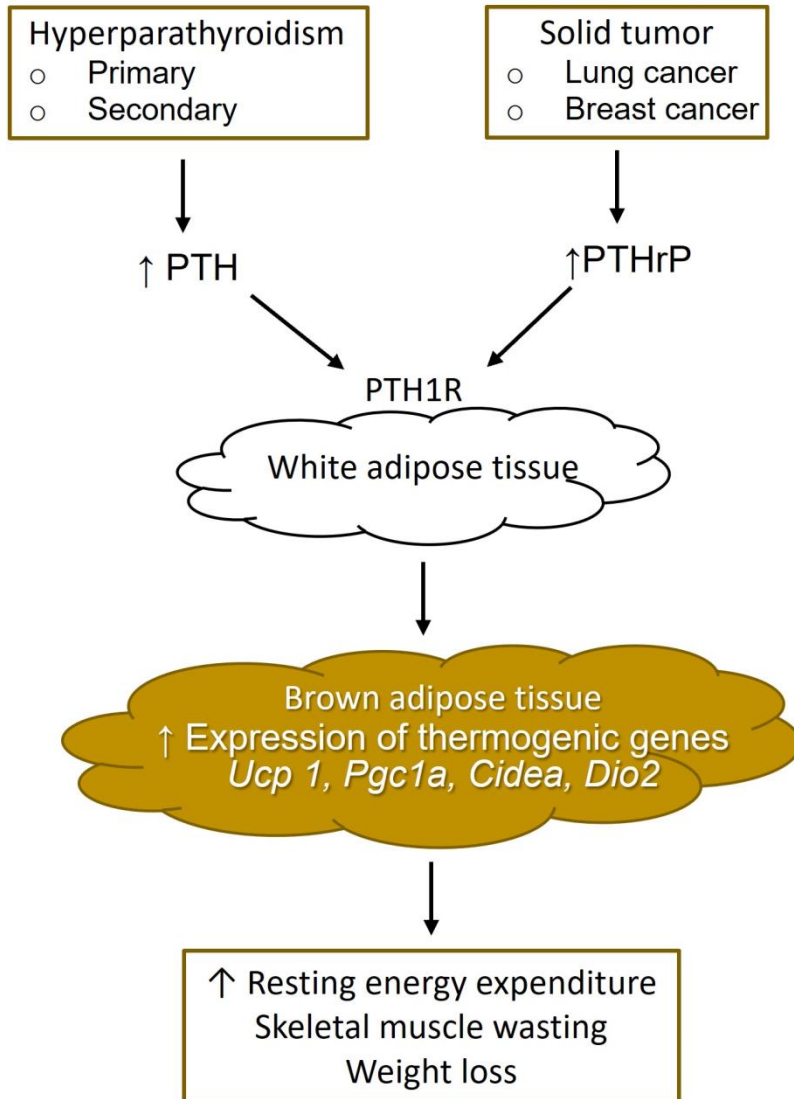 Hyperparathyroidism
○ Primary
○ Secondary
Solid tumor
○ Lung cancer
○ Breast cancer
↑ PTH
↑PTHrP
PTH1R
White adipose tissue
Brown adipose tissue
↑ Expression of thermogenic genes
Ucp 1, Pgc1a, Cidea, Dio2
↑ Resting energy expenditure
Skeletal muscle wasting
Weight loss